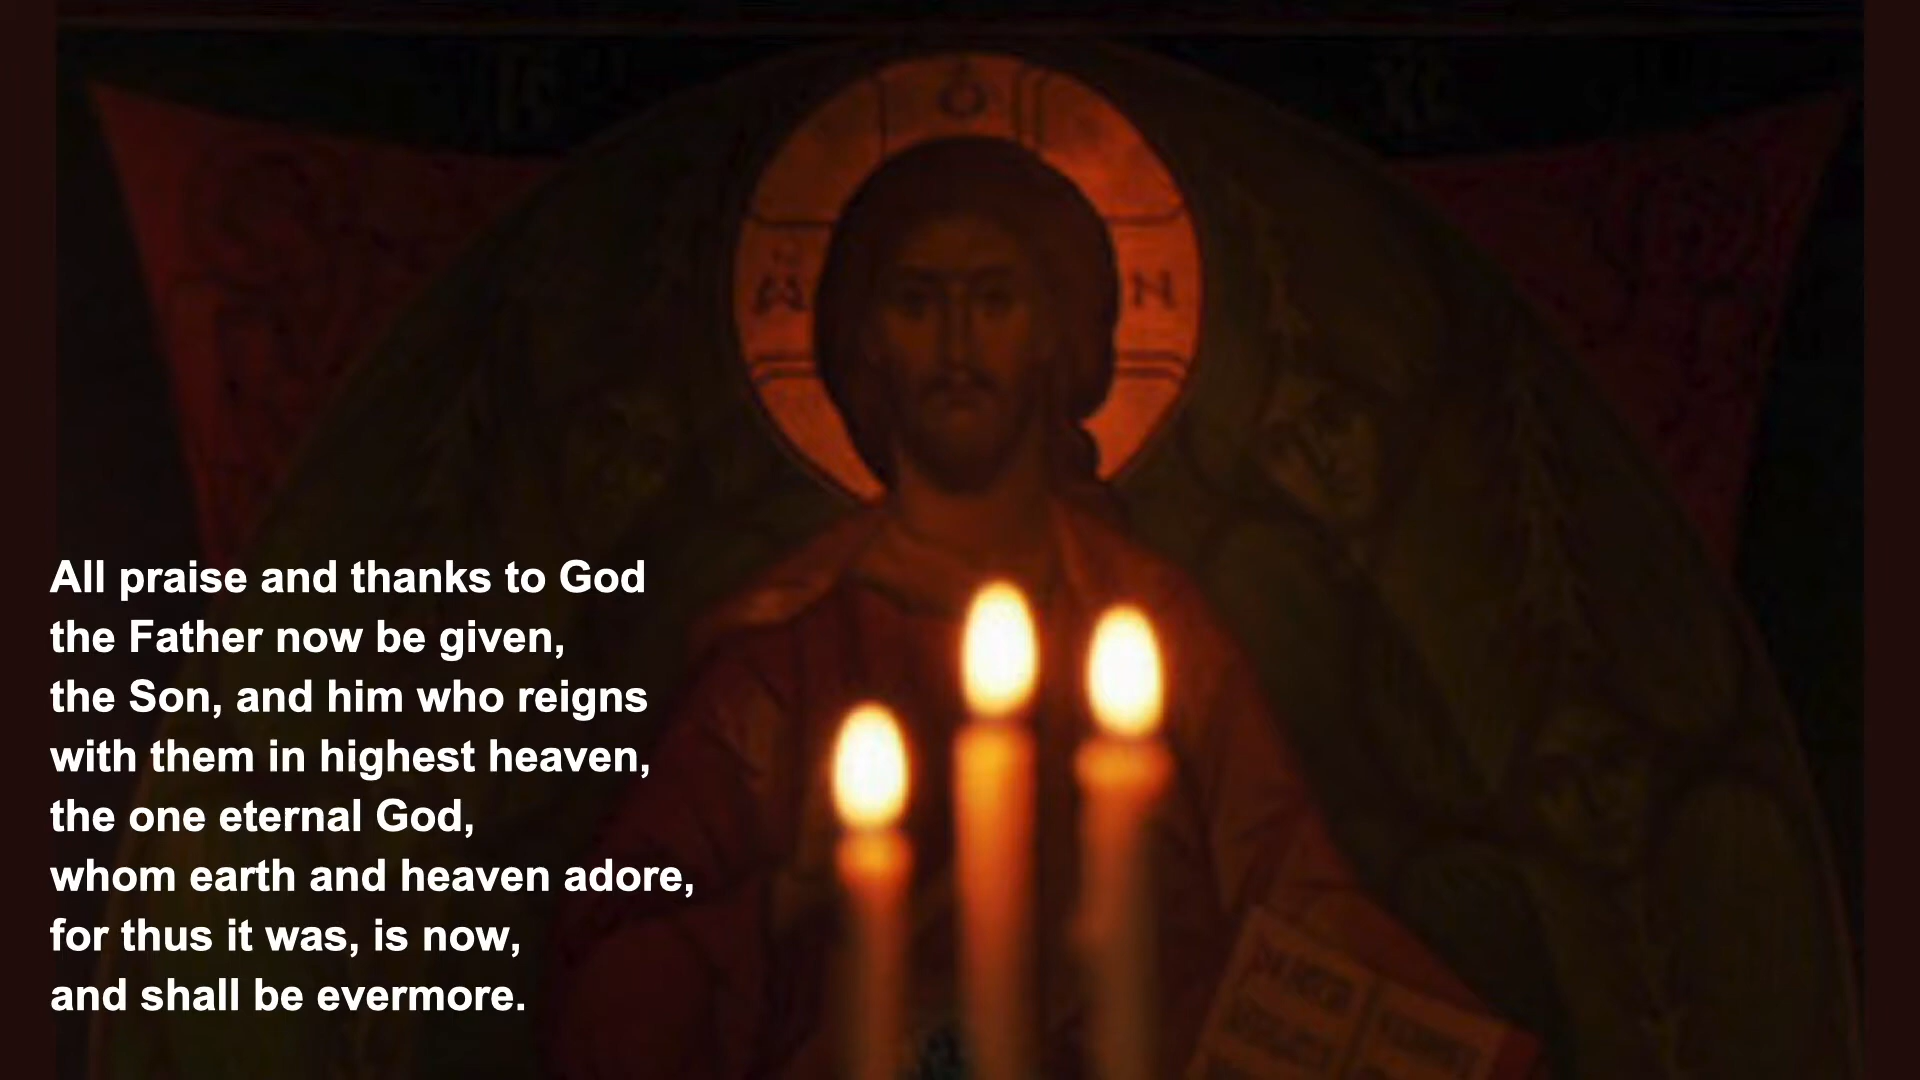 All praise and thanks to God
the Father now be given,
the Son, and him who reigns
with them in highest heaven,
the one eternal God,
whom earth and heaven adore,
for thus it was, is now,
and shall be evermore.